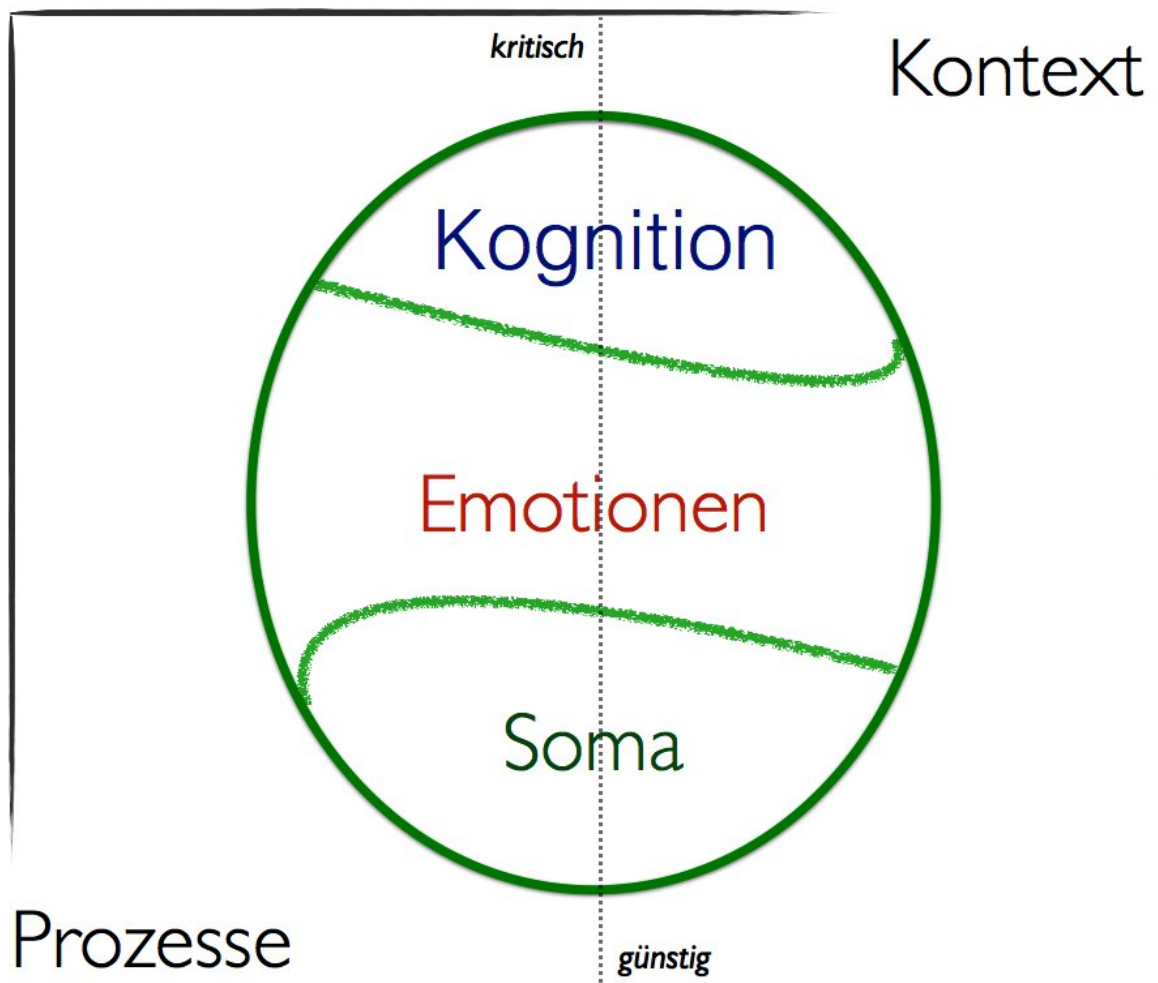 kritisch
Kontext
Kognition
Emotionen
Soma
Prozesse
günstig